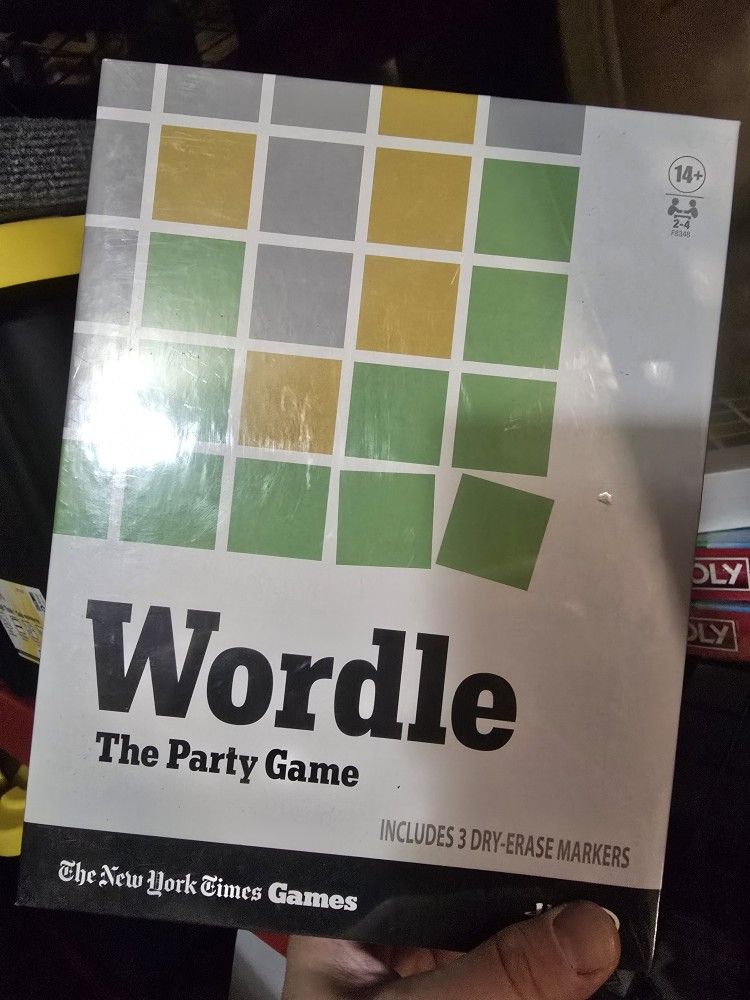 14+
2-4
F8348
Wordle
The Party Game
INCLUDES 3 DRY-ERASE MARKERS
The New York Times Games
OLY
OLY